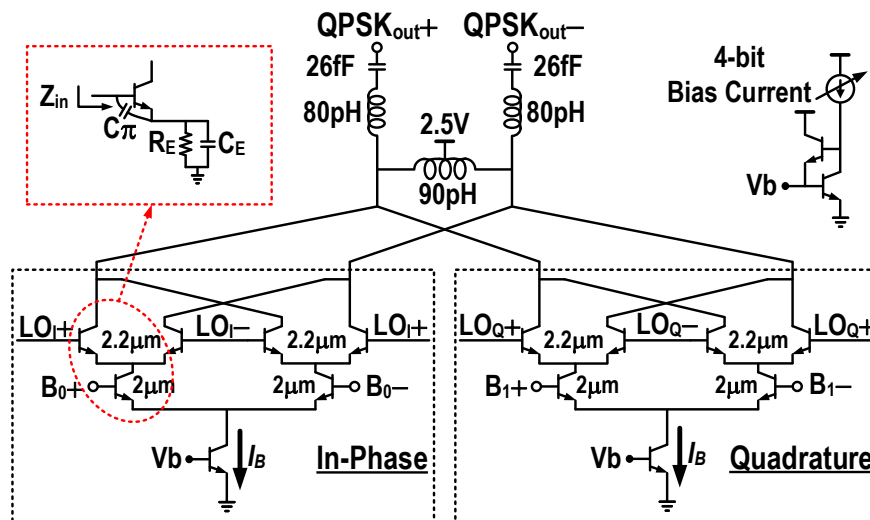 QPSKout+ QPSKout−
26fF 26fF
80pH 80pH
2.5V
90pH
4-bit
Bias Current
Vb
Zin
Cπ
RE CE
LOI+ 2.2µm LOI− 2.2µm LOI+
B0+ 2µm 2µm B0−
Vb IB In-Phase
LOQ+ 2.2µm LOQ− 2.2µm LOQ+
B1+ 2µm 2µm B1−
Vb IB Quadrature